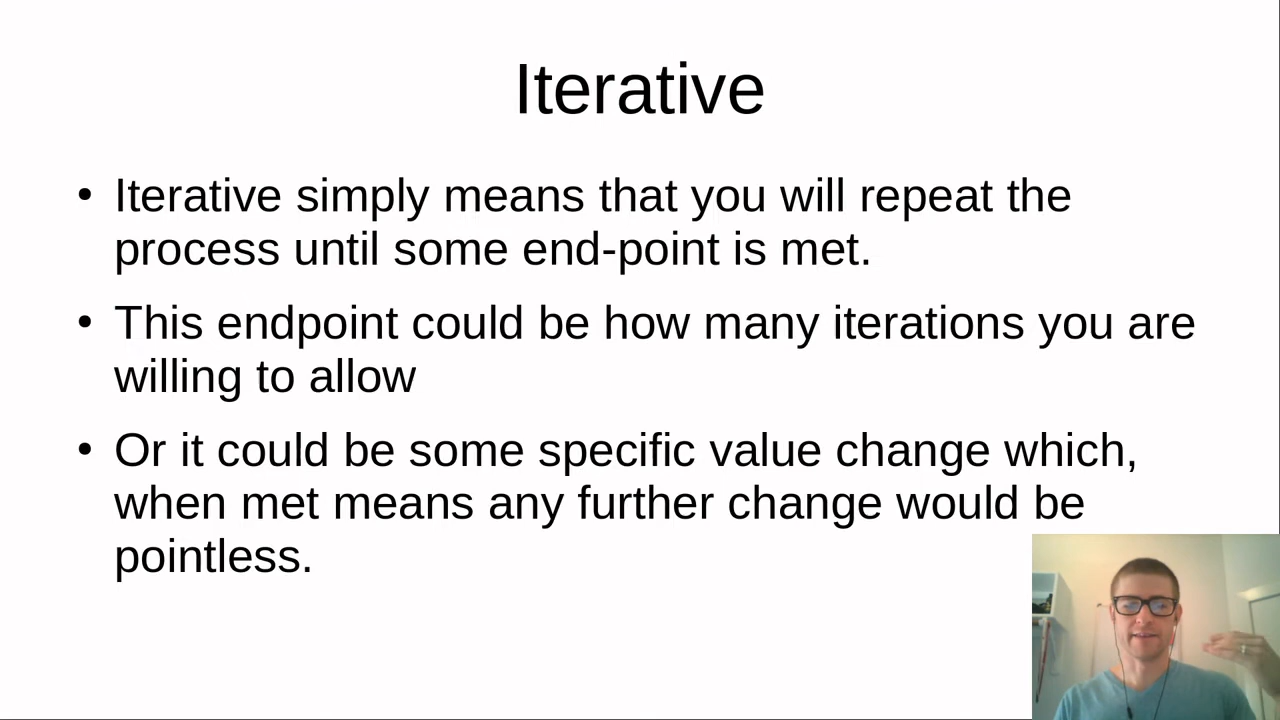 Iterative
• Iterative simply means that you will repeat the
process until some end-point is met.
• This endpoint could be how many iterations you are
willing to allow
• Or it could be some specific value change which,
when met means any further change would be
pointless.